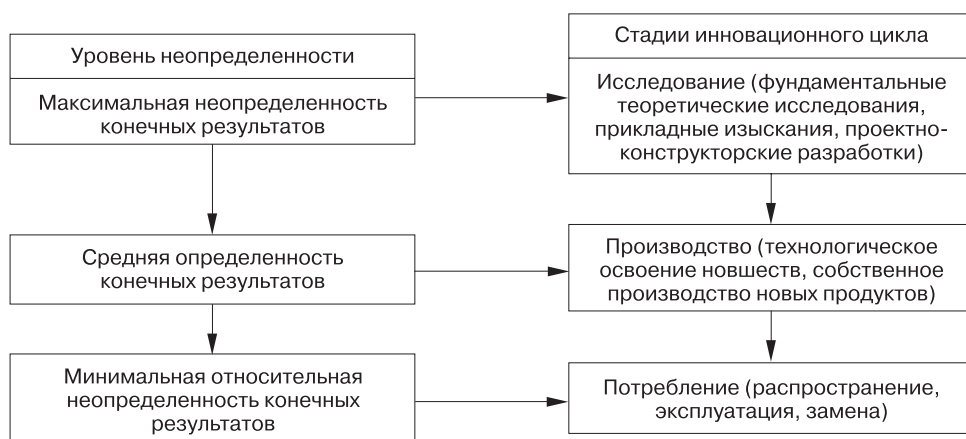 Уровень неопределенности
Максимальная неопределенность
конечных результатов
Стадии инновационного цикла
Исследование (фундаментальные
теоретические исследования,
прикладные изыскания, проектно-
конструкторские разработки)
Средняя определенность
конечных результатов
Производство (технологическое
освоение новшеств, собственное
производство новых продуктов)
Минимальная относительная
неопределенность конечных
результатов
Потребление (распространение,
эксплуатация, замена)